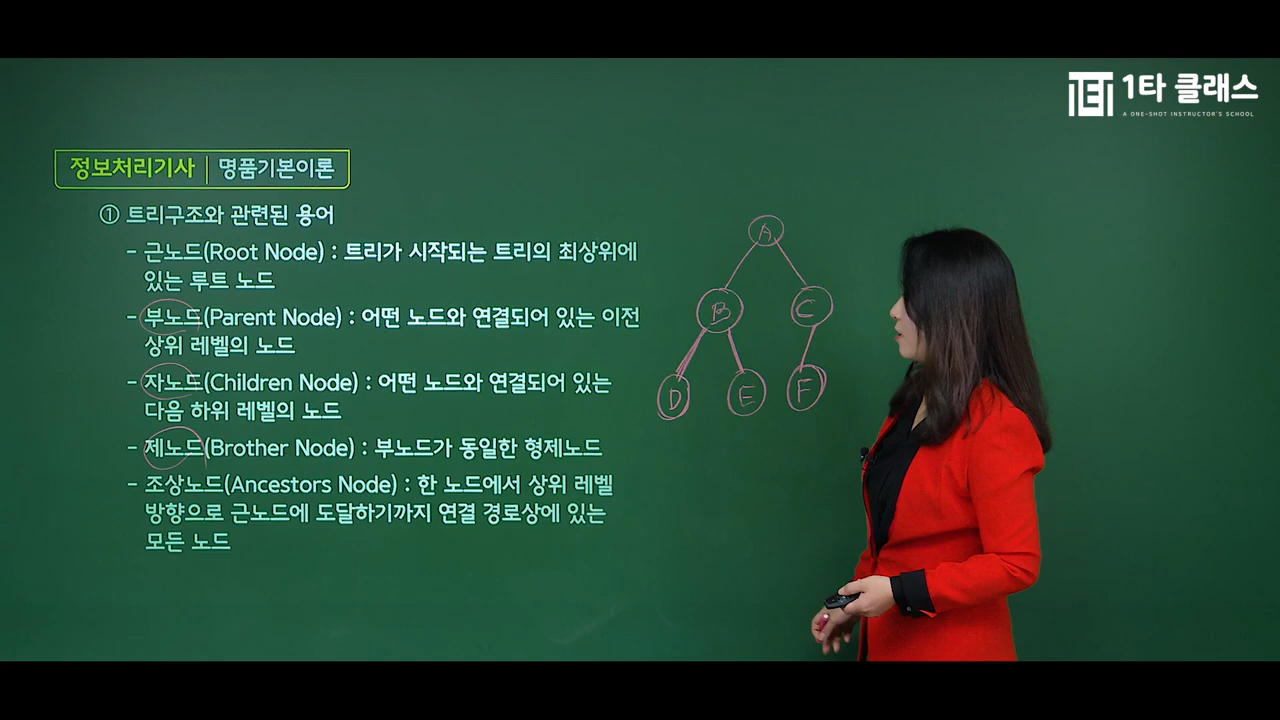 1타 클래스
A ONE-SHOT INSTRUCTOR'S SCHOOL
정보처리기사 | 명품기본이론
① 트리구조와 관련된 용어
- 근노드(Root Node) : 트리가 시작되는 트리의 최상위에
있는 루트 노드
- 부노드(Parent Node) : 어떤 노드와 연결되어 있는 이전
상위 레벨의 노드
- 자노드(Children Node) : 어떤 노드와 연결되어 있는
다음 하위 레벨의 노드
- 제노드(Brother Node) : 부노드가 동일한 형제노드
- 조상노드(Ancestors Node) : 한 노드에서 상위 레벨
방향으로 근노드에 도달하기까지 연결 경로상에 있는
모든 노드
A
B C
D E F